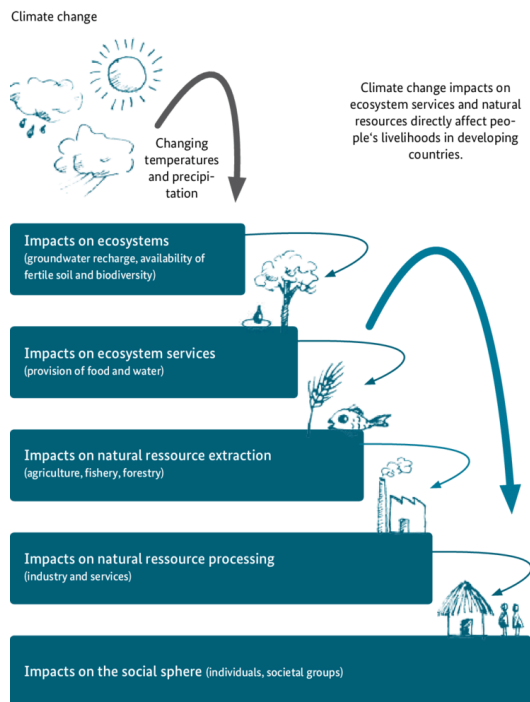 Climate change
Changing
temperatures
and precipi-
tation
Climate change impacts on
ecosystem services and natural
resources directly affect peo-
ple‘s livelihoods in developing
countries.
Impacts on ecosystems
(groundwater recharge, availability of
fertile soil and biodiversity)
Impacts on ecosystem services
(provision of food and water)
Impacts on natural ressource extraction
(agriculture, fishery, forestry)
Impacts on natural ressource processing
(industry and services)
Impacts on the social sphere (individuals, societal groups)